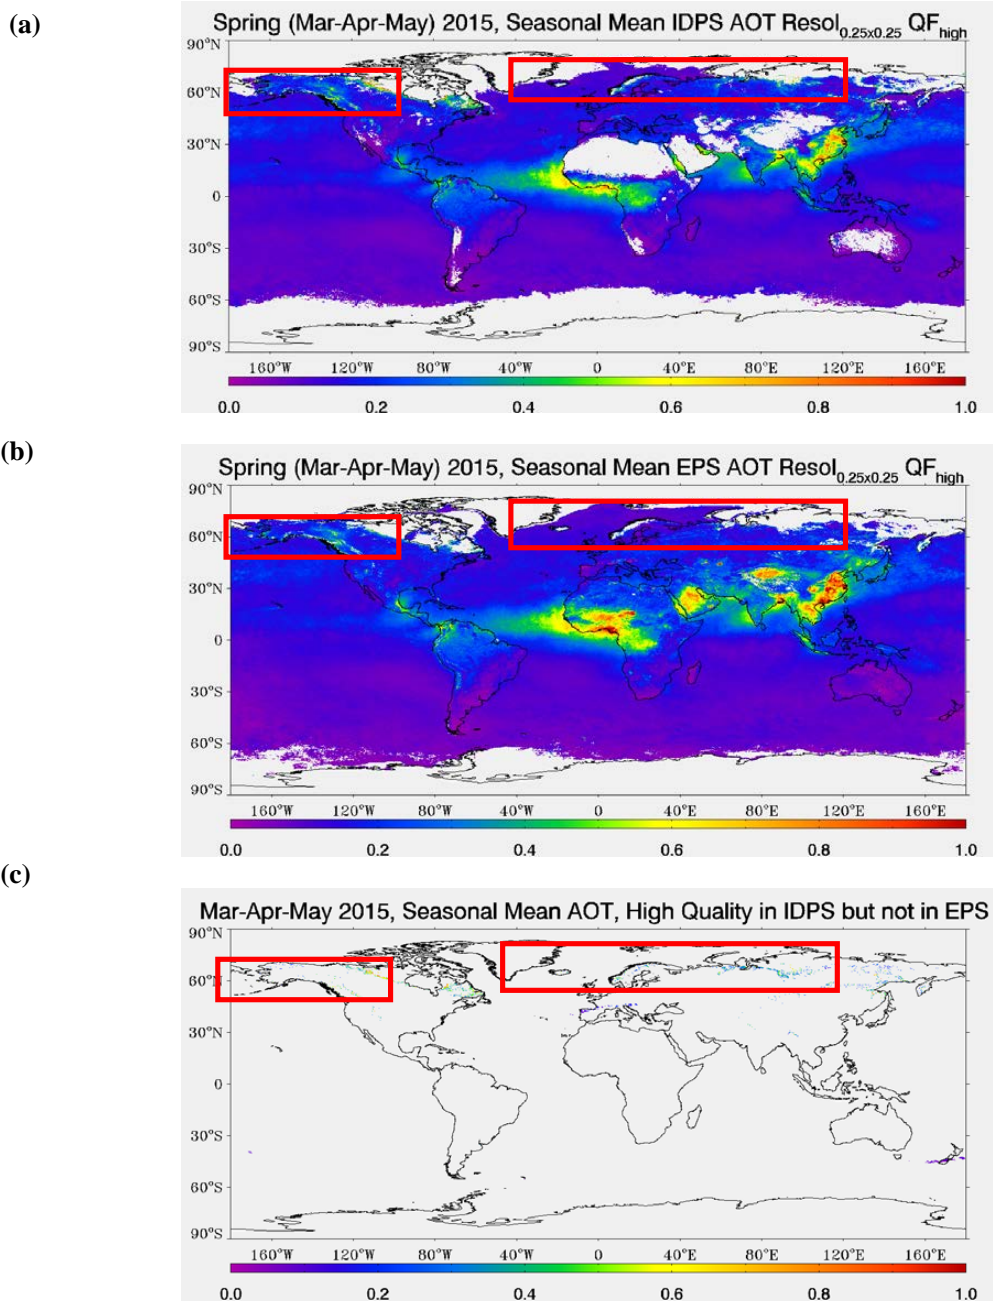 (a)
Spring (Mar-Apr-May) 2015, Seasonal Mean IDPS AOT Resol0.25x0.25 QFhigh
90°N
60°N
30°N
0
30°S
60°S
90°S
160°W 120°W 80°W 40°W 0 40°E 80°E 120°E 160°E
0.0 0.2 0.4 0.6 0.8 1.0
(b)
Spring (Mar-Apr-May) 2015, Seasonal Mean EPS AOT Resol0.25x0.25 QFhigh
90°N
60°N
30°N
0
30°S
60°S
90°S
160°W 120°W 80°W 40°W 0 40°E 80°E 120°E 160°E
0.0 0.2 0.4 0.6 0.8 1.0
(c)
Mar-Apr-May 2015, Seasonal Mean AOT, High Quality in IDPS but not in EPS
90°N
60°N
30°N
0
30°S
60°S
90°S
160°W 120°W 80°W 40°W 0 40°E 80°E 120°E 160°E
0.0 0.2 0.4 0.6 0.8 1.0